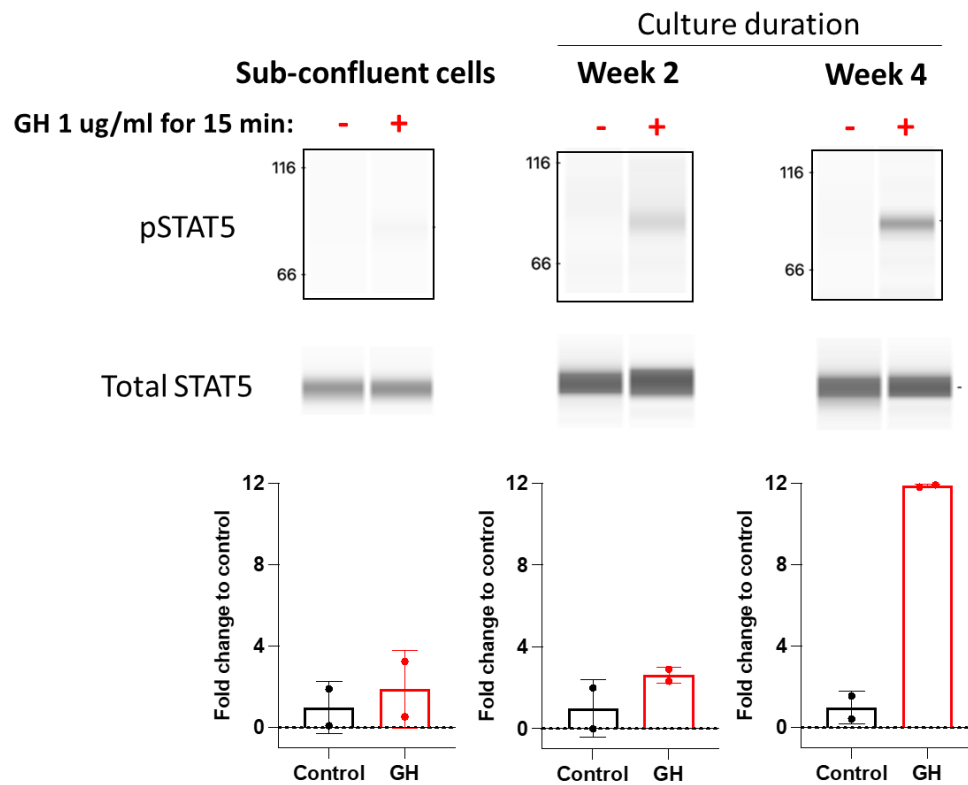 Culture duration
Sub-confluent cells Week 2 Week 4
GH 1 ug/ml for 15 min: - + - + - +
116 116 116
pSTAT5
66 66 66
Total STAT5
Fold change to control Fold change to control Fold change to control
12 12 12
8 8 8
4 4 4
0 0 0
Control GH Control GH Control GH